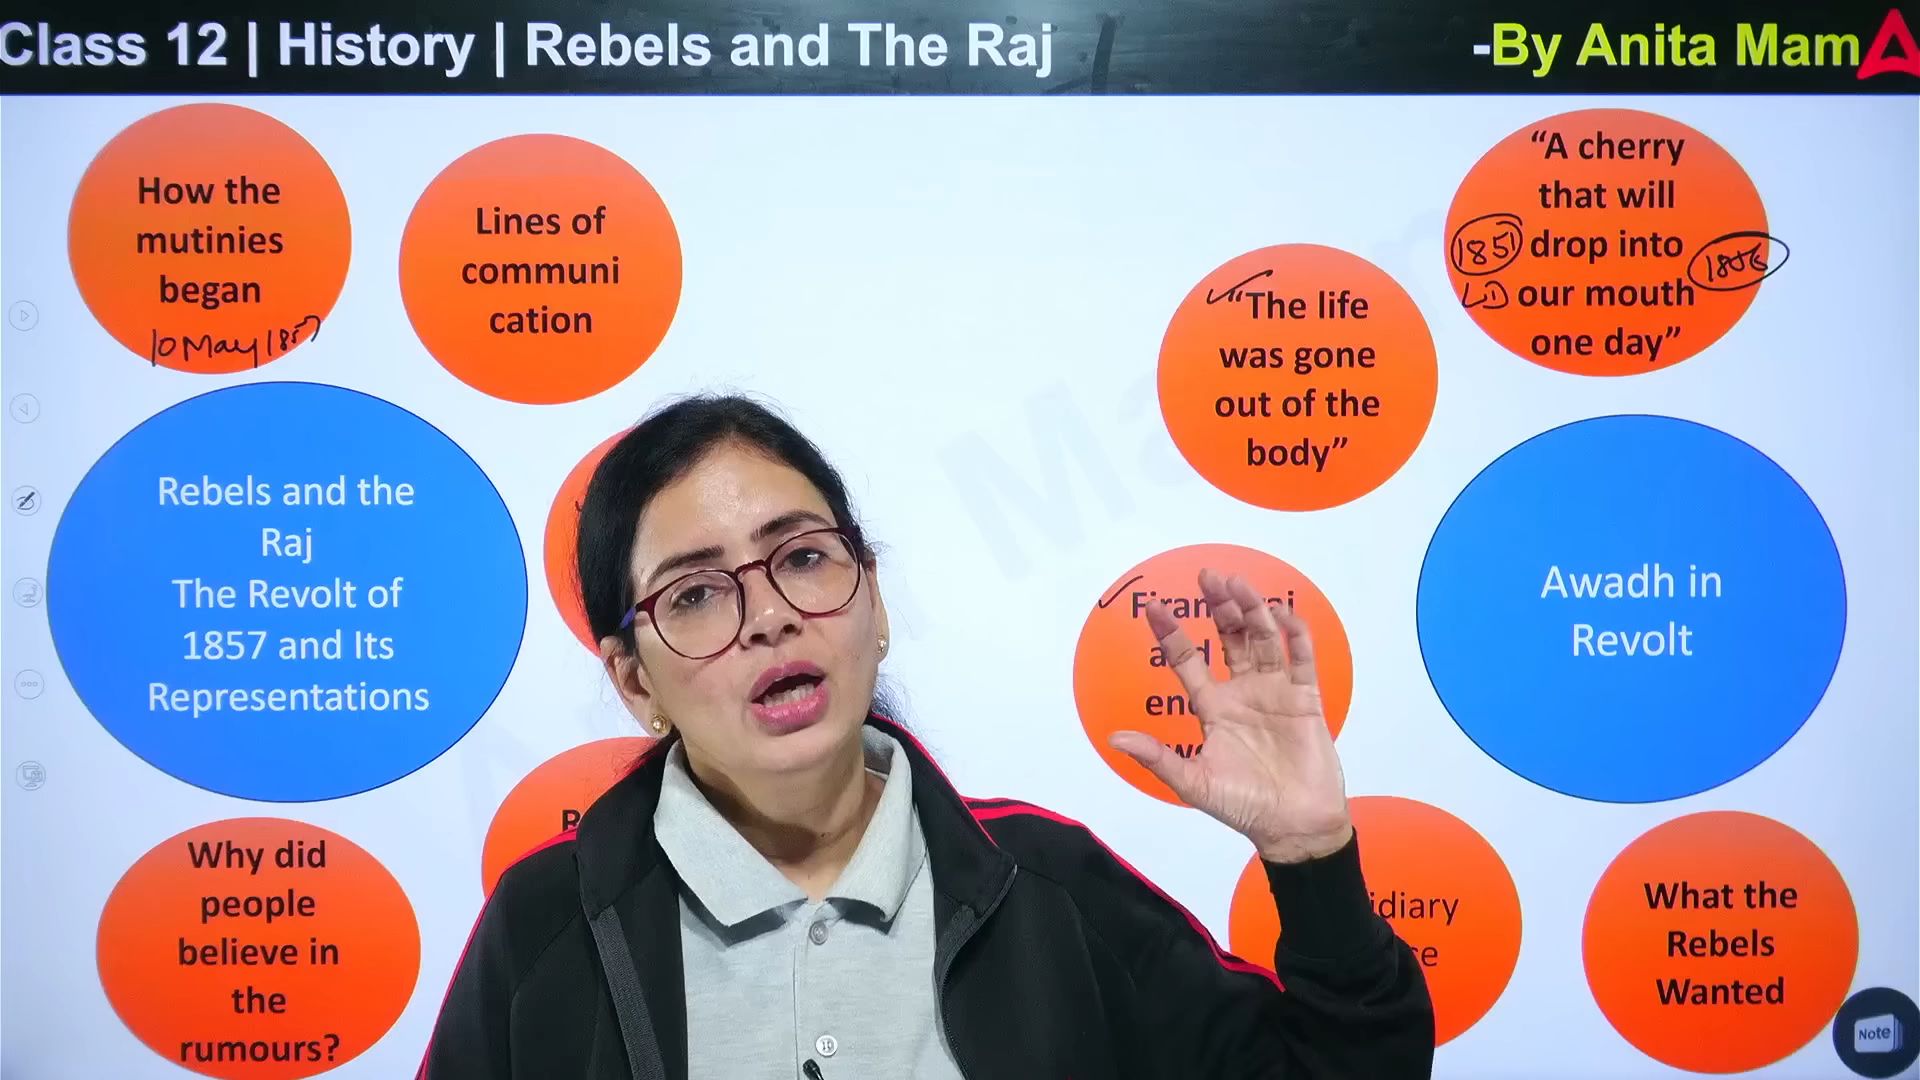 Class 12 | History | Rebels and The Raj
-By Anita Mam
How the
mutinies
began
10 May 1857
Lines of
communi
cation
"The life
was gone
out of the
body"
"A cherry
that will
1851 drop into 1856
LD our mouth
one day"
Rebels and the
Raj
The Revolt of
1857 and Its
Representations
Awadh in
Revolt
Why did
people
believe in
the
rumours?
What the
Rebels
Wanted
Note